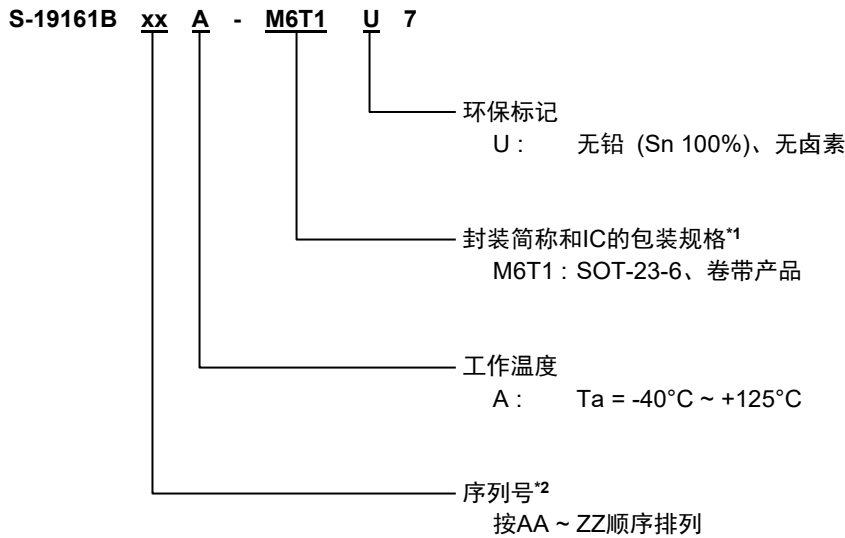 S-19161B xx A - M6T1 U 7
环保标记
U : 无铅 (Sn 100%)、无卤素
封装简称和IC的包装规格*1
M6T1 : SOT-23-6、卷带产品
工作温度
A : Ta = -40°C ~ +125°C
序列号*2
按AA ~ ZZ顺序排列